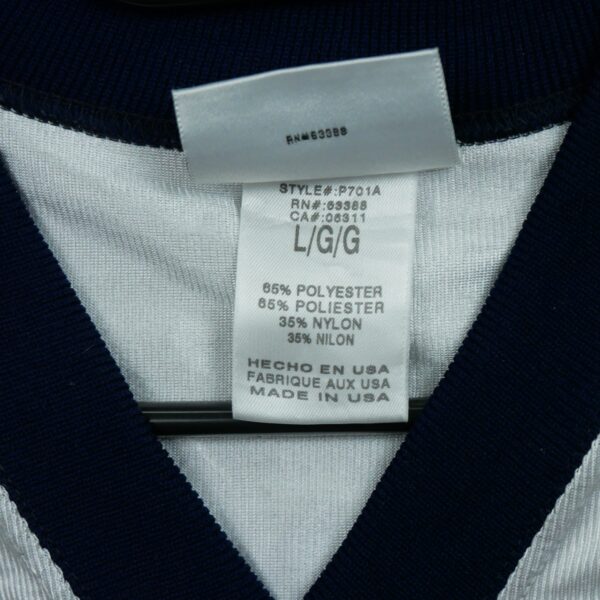 RN#63388
STYLE#:P701A
RN#:63388
CA#:06311
L/G/G
65% POLYESTER
65% POLIESTER
35% NYLON
35% NILON
HECHO EN USA
FABRIQUE AUX USA
MADE IN USA